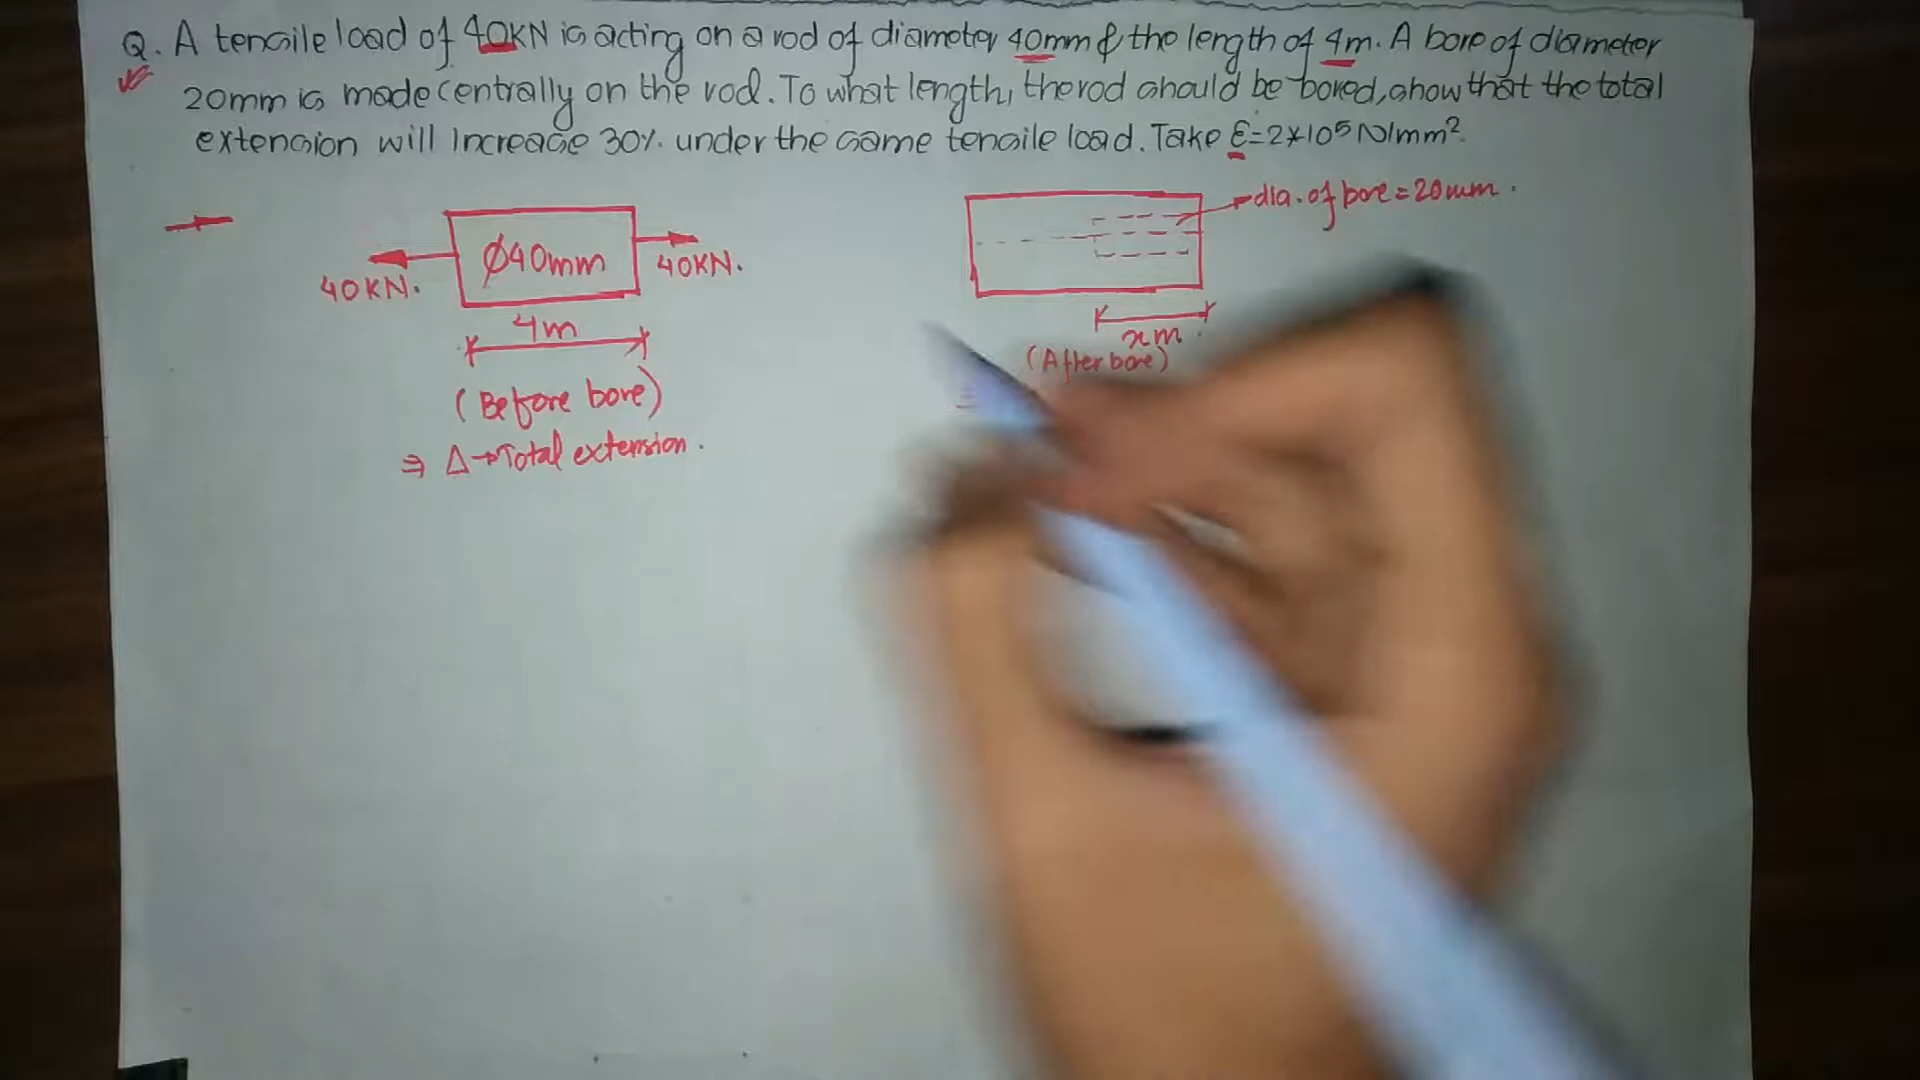 Q. A tensile load of 40KN is acting on a rod of diameter 40mm & the length of 4m. A bore of diameter
20mm is made centrally on the rod. To what length, the rod should be bored, show that the total
extension will increase 30%. under the same tensile load. Take E=2*10⁵ N/mm².
dia. of bore = 20mm.
φ40mm
40KN.
40KN.
4m
xm.
(After bore)
(Before bore)
⇒ Δ→Total extension.